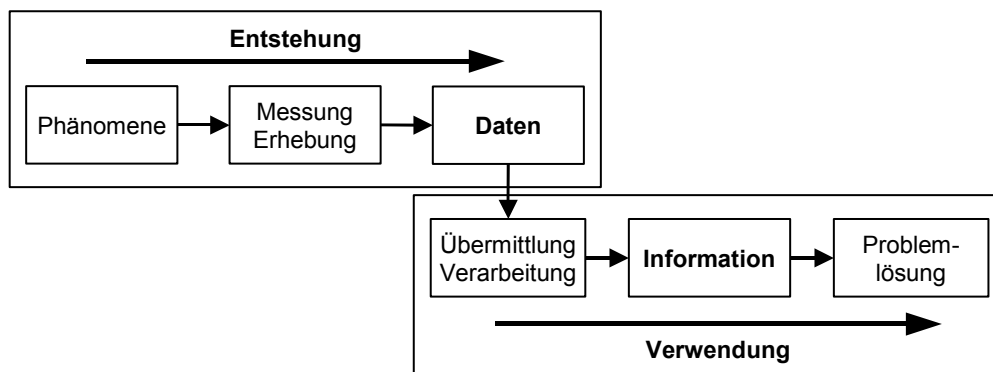 Entstehung
Phänomene
Messung
Erhebung
Daten
Übermittlung
Verarbeitung
Information
Problem-
lösung
Verwendung